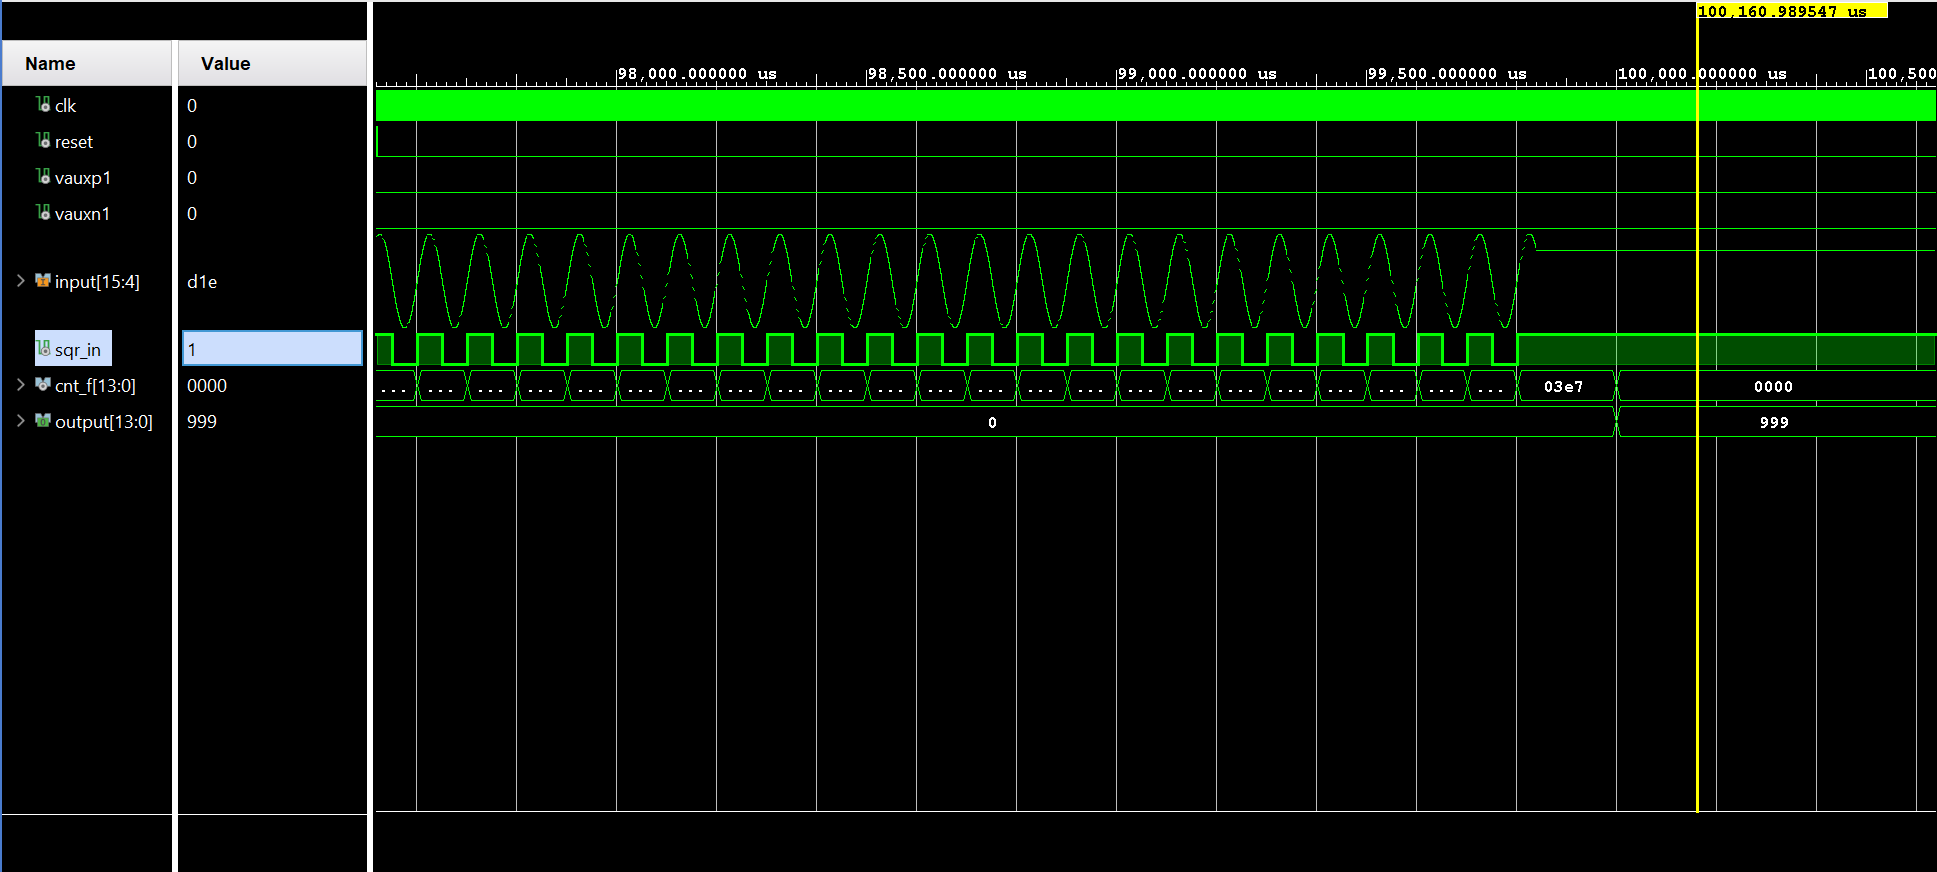 100,160.989547 us
Name Value
98,000.000000 us 98,500.000000 us 99,000.000000 us 99,500.000000 us 100,000.000000 us 100,500
clk 0
reset 0
vauxp1 0
vauxn1 0
input[15:4] d1e
sqr_in 1
cnt_f[13:0] 0000 ... ... ... ... ... ... ... ... ... ... ... ... ... ... ... ... ... ... ... ... ... ... ... 03e7 0000
output[13:0] 999 0 999